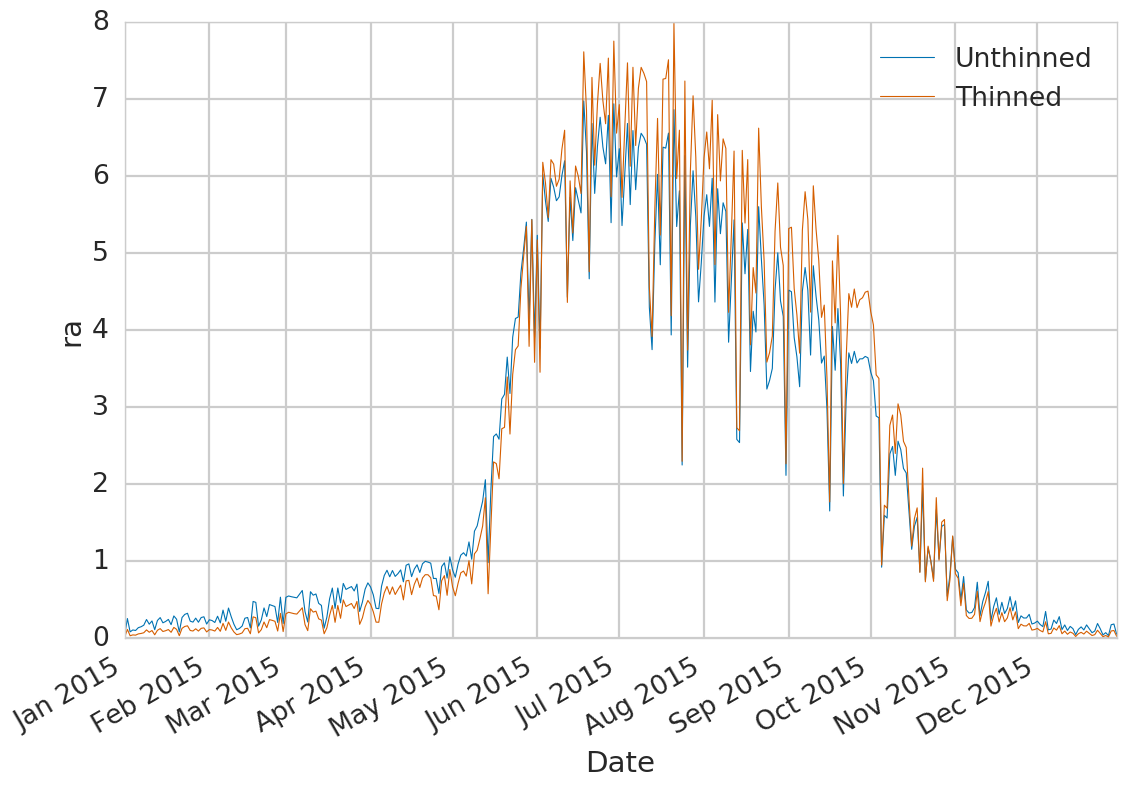 8
7
6
5
4
3
2
1
0
ra
Unthinned
Thinned
Jan 2015
Feb 2015
Mar 2015
Apr 2015
May 2015
Jun 2015
Jul 2015
Aug 2015
Sep 2015
Oct 2015
Nov 2015
Dec 2015
Date